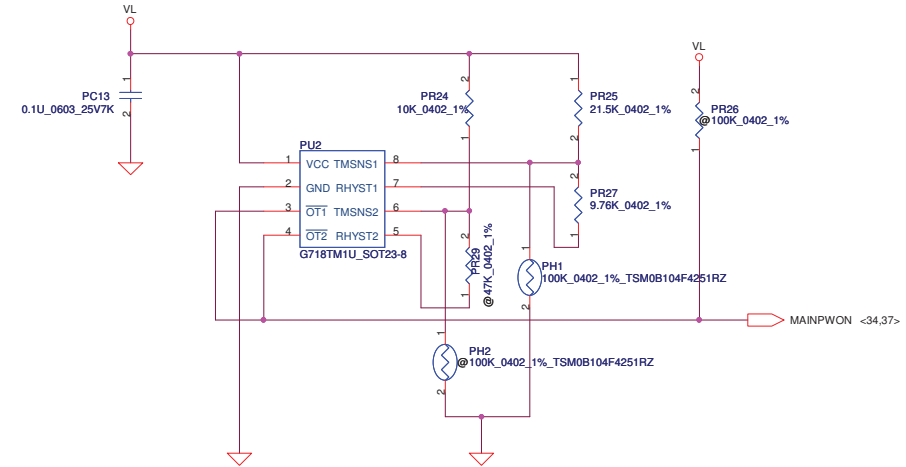 VL
VL
1
PC13
0.1U_0603_25V7K
2
2
PR24
10K_0402_1%
1
1
PR25
21.5K_0402_1%
2
2
PR26
@100K_0402_1%
1
PU2
1 VCC TMSNS1 8
2 GND RHYST1 7
3 OT1 TMSNS2 6
4 OT2 RHYST2 5
G718TM1U_SOT23-8
2
PR27
9.76K_0402_1%
1
2
PR29
@47K_0402_1%
1
1
PH1
100K_0402_1%_TSM0B104F4251RZ
2
MAINPWON <34,37>
1
PH2
@100K_0402_1%_TSM0B104F4251RZ
2